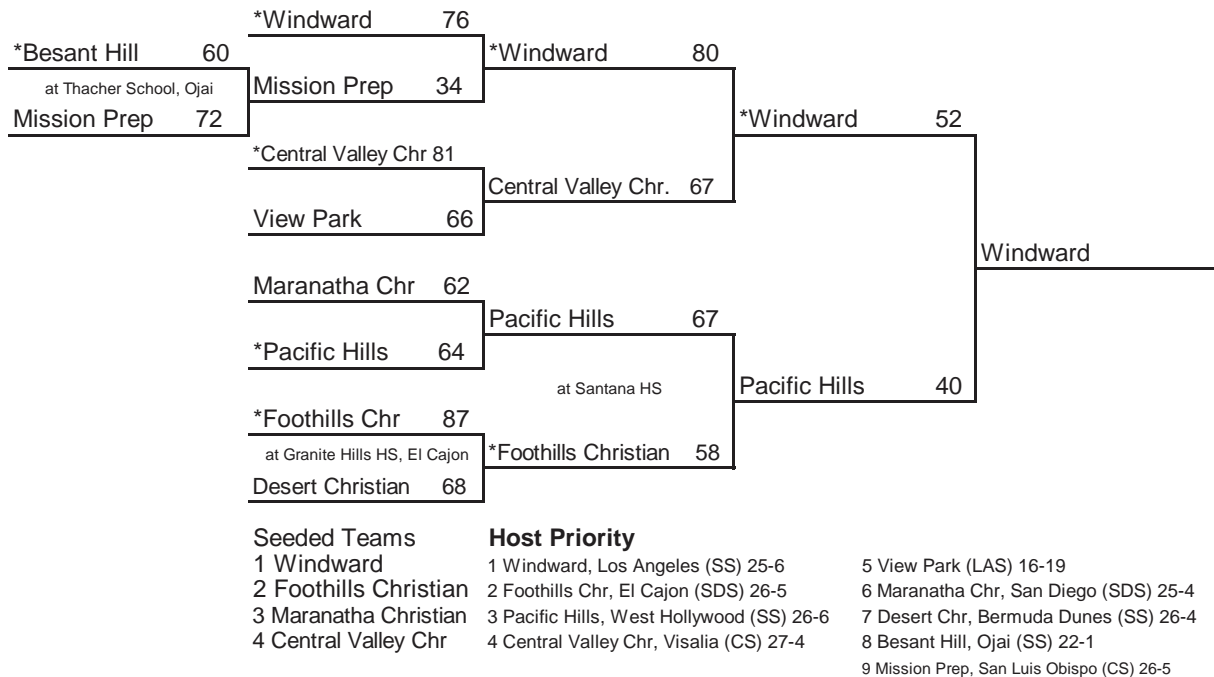 *Windward 76
*Besant Hill 60
*Windward 80
at Thacher School, Ojai
Mission Prep 34
Mission Prep 72
*Windward 52
*Central Valley Chr 81
Central Valley Chr. 67
View Park 66
Windward
Maranatha Chr 62
Pacific Hills 67
*Pacific Hills 64
at Santana HS
Pacific Hills 40
*Foothills Chr 87
at Granite Hills HS, El Cajon
*Foothills Christian 58
Desert Christian 68
Seeded Teams
1 Windward
2 Foothills Christian
3 Maranatha Christian
4 Central Valley Chr
Host Priority
1 Windward, Los Angeles (SS) 25-6
2 Foothills Chr, El Cajon (SDS) 26-5
3 Pacific Hills, West Hollywood (SS) 26-6
4 Central Valley Chr, Visalia (CS) 27-4
5 View Park (LAS) 16-19
6 Maranatha Chr, San Diego (SDS) 25-4
7 Desert Chr, Bermuda Dunes (SS) 26-4
8 Besant Hill, Ojai (SS) 22-1
9 Mission Prep, San Luis Obispo (CS) 26-5